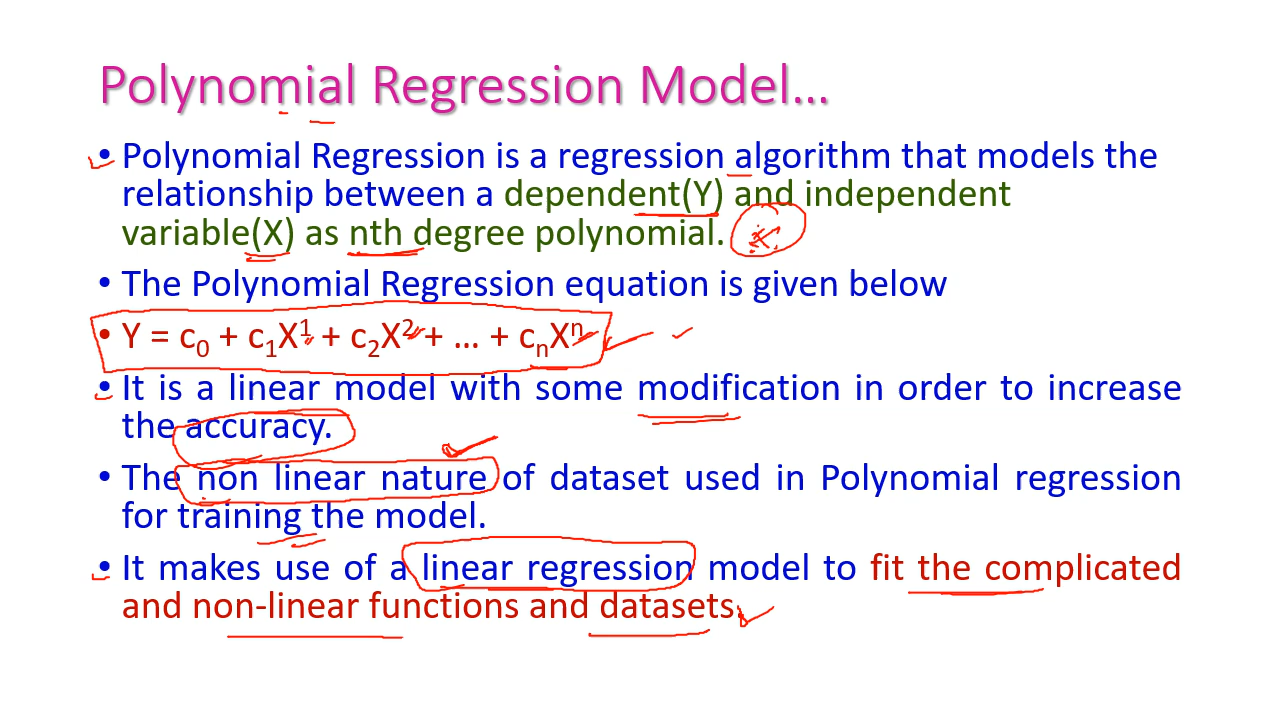 Polynomial Regression Model...
• Polynomial Regression is a regression algorithm that models the
relationship between a dependent(Y) and independent
variable(X) as nth degree polynomial.
• The Polynomial Regression equation is given below
• Y = c₀ + c₁X¹ + c₂X² + ... + cₙXⁿ
• It is a linear model with some modification in order to increase
the accuracy.
• The non linear nature of dataset used in Polynomial regression
for training the model.
• It makes use of a linear regression model to fit the complicated
and non-linear functions and datasets.